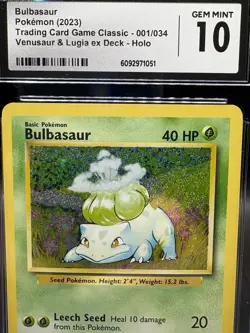 Bulbasaur
Pokémon (2023)
Trading Card Game Classic - 001/034
Venusaur & Lugia ex Deck - Holo
6092971051
GEM MINT
10
Basic Pokémon
Bulbasaur 40 HP
Seed Pokémon. Height: 2'4", Weight: 15.2 lbs.
Leech Seed Heal 10 damage 20
from this Pokémon.